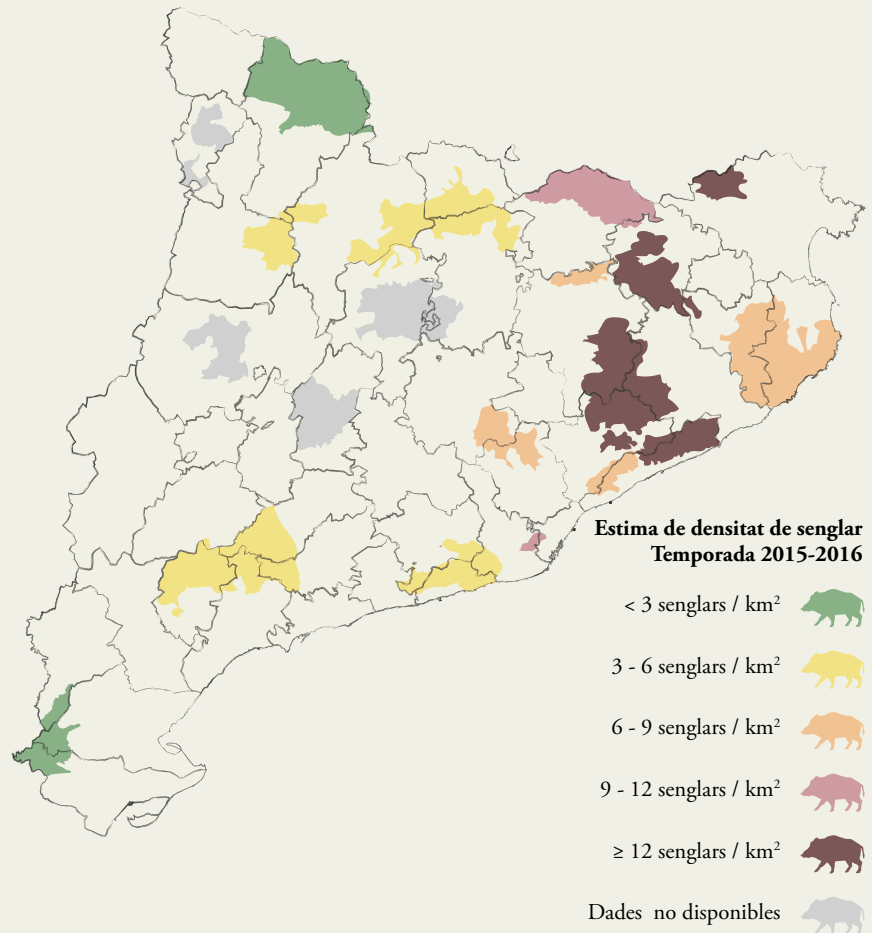 Estima de densitat de senglar
Temporada 2015-2016
< 3 senglars / km²
3 - 6 senglars / km²
6 - 9 senglars / km²
9 - 12 senglars / km²
≥ 12 senglars / km²
Dades no disponibles